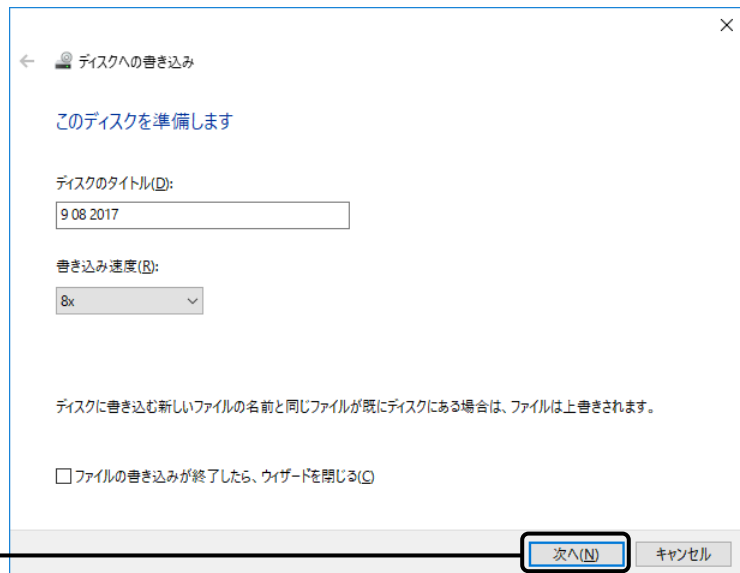 ディスクへの書き込み
このディスクを準備します
ディスクのタイトル(D):
9 08 2017
書き込み速度(R):
8x
ディスクに書き込む新しいファイルの名前と同じファイルが既にディスクにある場合は、ファイルは上書きされます。
ファイルの書き込みが終了したら、ウィザードを閉じる(C)
次へ(N) キャンセル